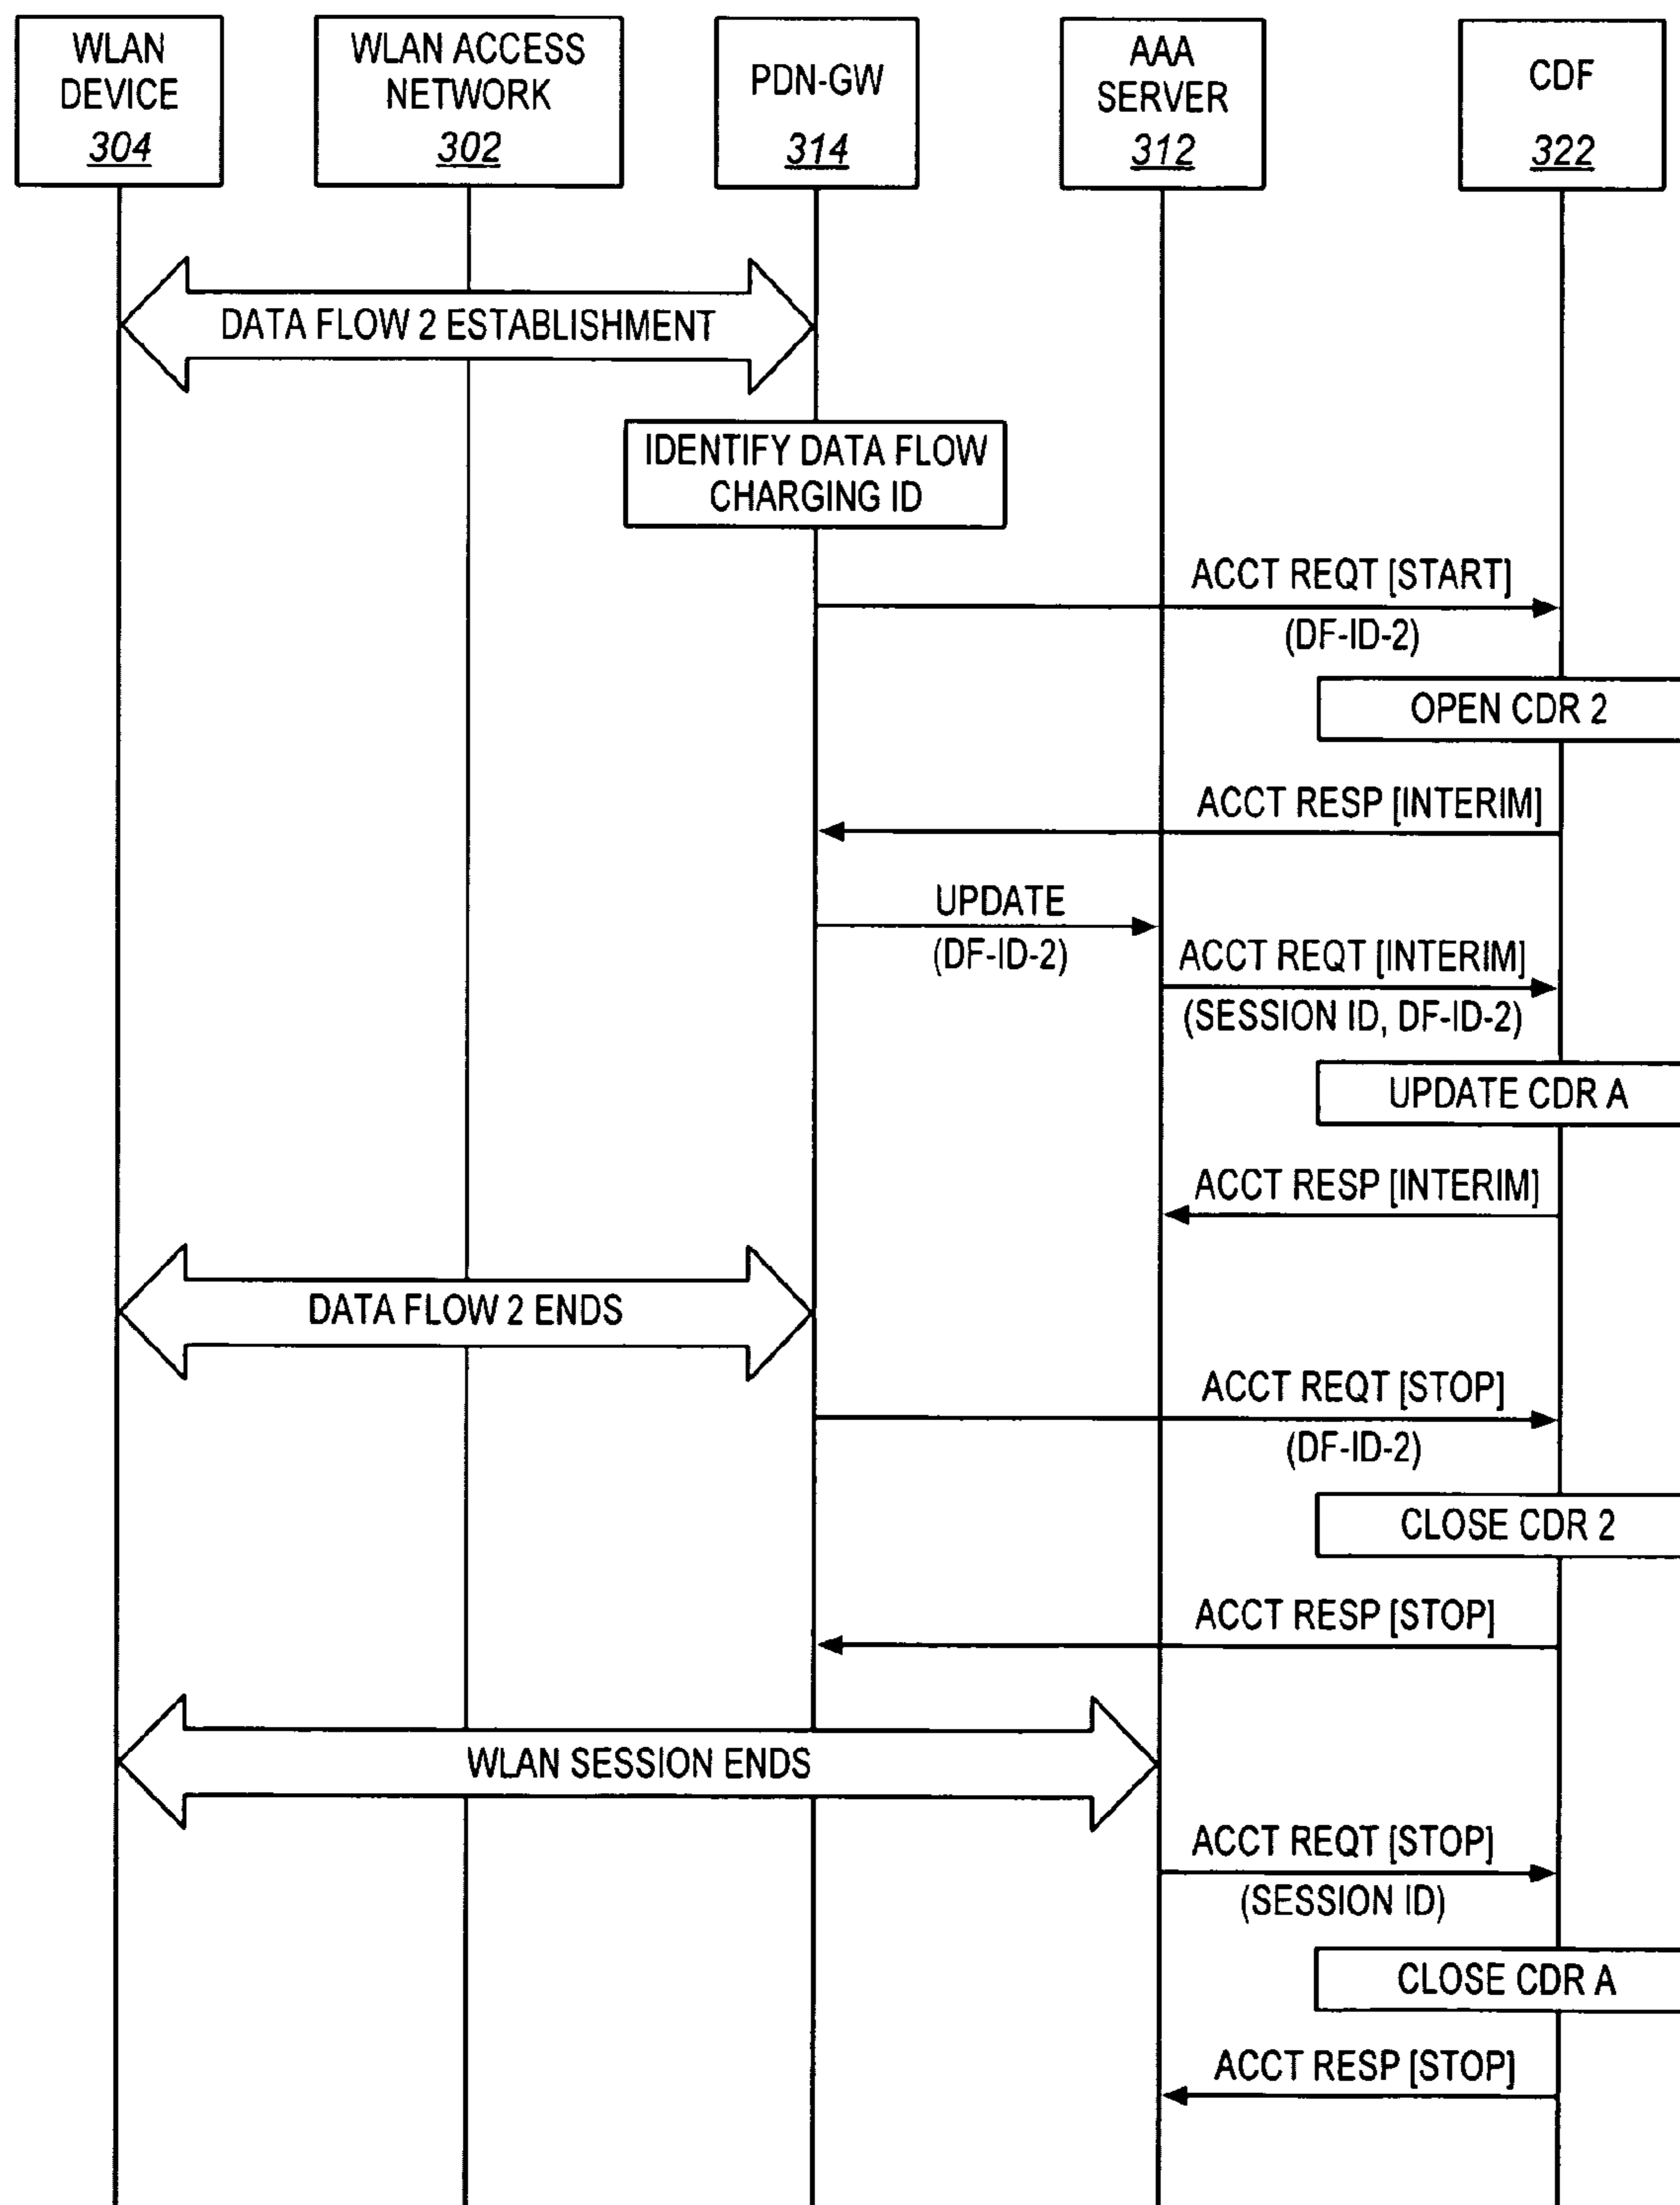 WLAN
DEVICE
304
WLAN ACCESS
NETWORK
302
PDN-GW
314
AAA
SERVER
312
CDF
322
DATA FLOW 2 ESTABLISHMENT
IDENTIFY DATA FLOW
CHARGING ID
ACCT REQT [START]
(DF-ID-2)
OPEN CDR 2
ACCT RESP [INTERIM]
UPDATE
(DF-ID-2)
ACCT REQT [INTERIM]
(SESSION ID, DF-ID-2)
UPDATE CDR A
ACCT RESP [INTERIM]
DATA FLOW 2 ENDS
ACCT REQT [STOP]
(DF-ID-2)
CLOSE CDR 2
ACCT RESP [STOP]
WLAN SESSION ENDS
ACCT REQT [STOP]
(SESSION ID)
CLOSE CDR A
ACCT RESP [STOP]